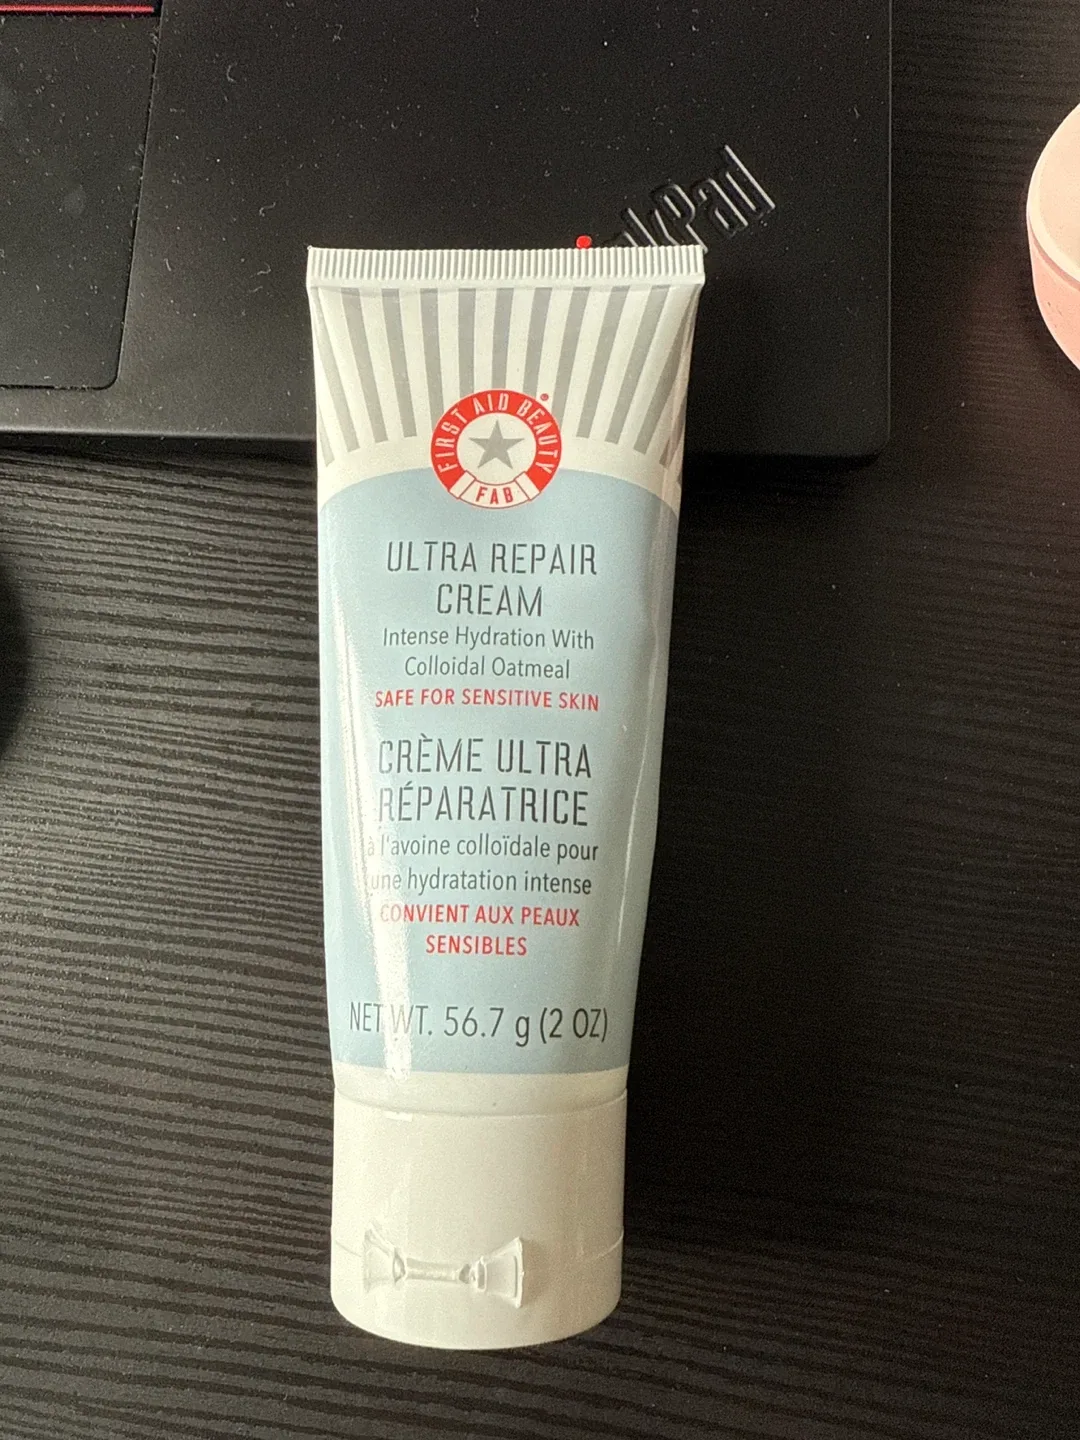 nkPad
FIRST AID BEAUTY®
FAB
ULTRA REPAIR
CREAM
Intense Hydration With
Colloidal Oatmeal
SAFE FOR SENSITIVE SKIN
CRÈME ULTRA
RÉPARATRICE
à l'avoine colloïdale pour
une hydratation intense
CONVIENT AUX PEAUX
SENSIBLES
NET WT. 56.7 g (2 OZ)